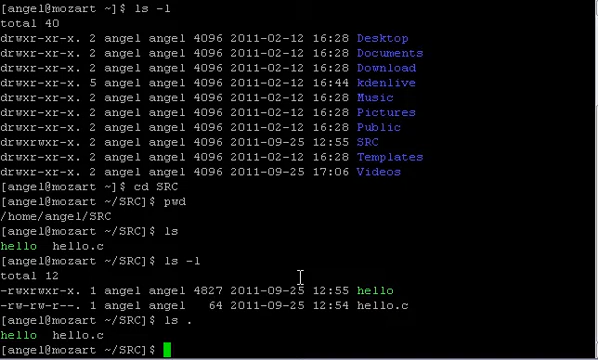 [angel@mozart ~]$ ls -l
total 40
drwxr-xr-x. 2 angel angel 4096 2011-02-12 16:28 Desktop
drwxr-xr-x. 2 angel angel 4096 2011-02-12 16:28 Documents
drwxr-xr-x. 2 angel angel 4096 2011-02-12 16:28 Download
drwxr-xr-x. 5 angel angel 4096 2011-02-12 16:44 kdenlive
drwxr-xr-x. 2 angel angel 4096 2011-02-12 16:28 Music
drwxr-xr-x. 2 angel angel 4096 2011-02-12 16:28 Pictures
drwxr-xr-x. 2 angel angel 4096 2011-02-12 16:28 Public
drwxrwxr-x. 2 angel angel 4096 2011-09-25 12:55 SRC
drwxr-xr-x. 2 angel angel 4096 2011-02-12 16:28 Templates
drwxr-xr-x. 2 angel angel 4096 2011-09-25 17:06 Videos
[angel@mozart ~]$ cd SRC
[angel@mozart ~/SRC]$ pwd
/home/angel/SRC
[angel@mozart ~/SRC]$ ls
hello  hello.c
[angel@mozart ~/SRC]$ ls -l
total 12
-rwxrwxr-x. 1 angel angel 4827 2011-09-25 12:55 hello
-rw-rw-r--. 1 angel angel   64 2011-09-25 12:54 hello.c
[angel@mozart ~/SRC]$ ls .
hello  hello.c
[angel@mozart ~/SRC]$